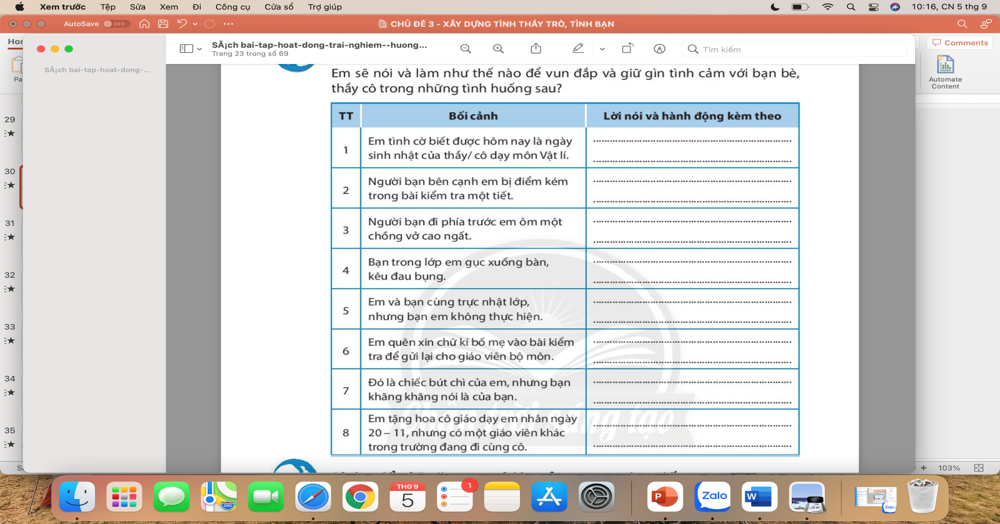 Xem trước Tệp Sửa Xem Đi Công cụ Cửa sổ Trợ giúp 10:16, CN 5 thg 9
AutoSave OFF CHỦ ĐỀ 3 - XÂY DỰNG TÌNH THẦY TRÒ, TÌNH BẠN
Comments
SÃ¡ch bai-tap-hoat-dong-trai-nghiem--huong...
Trang 23 trong số 69
Tìm kiếm
SÃ¡ch bai-tap-hoat-dong-...
Automate
Content
29
30
31
32
33
34
35
Em sẽ nói và làm như thế nào để vun đắp và giữ gìn tình cảm với bạn bè,
thầy cô trong những tình huống sau?
TT Bối cảnh Lời nói và hành động kèm theo
1 Em tình cờ biết được hôm nay là ngày
sinh nhật của thầy/ cô dạy môn Vật lí.
2 Người bạn bên cạnh em bị điểm kém
trong bài kiểm tra một tiết.
3 Người bạn đi phía trước em ôm một
chồng vở cao ngất.
4 Bạn trong lớp em gục xuống bàn,
kêu đau bụng.
5 Em và bạn cùng trực nhật lớp,
nhưng bạn em không thực hiện.
6 Em quên xin chữ kí bố mẹ vào bài kiểm
tra để gửi lại cho giáo viên bộ môn.
7 Đó là chiếc bút chì của em, nhưng bạn
khăng khăng nói là của bạn.
8 Em tặng hoa cô giáo dạy em nhân ngày
20 – 11, nhưng có một giáo viên khác
trong trường đang đi cùng cô.
Chân trời sáng tạo
103%
280
THG 9
5
1
P
Zalo
W
Zalo